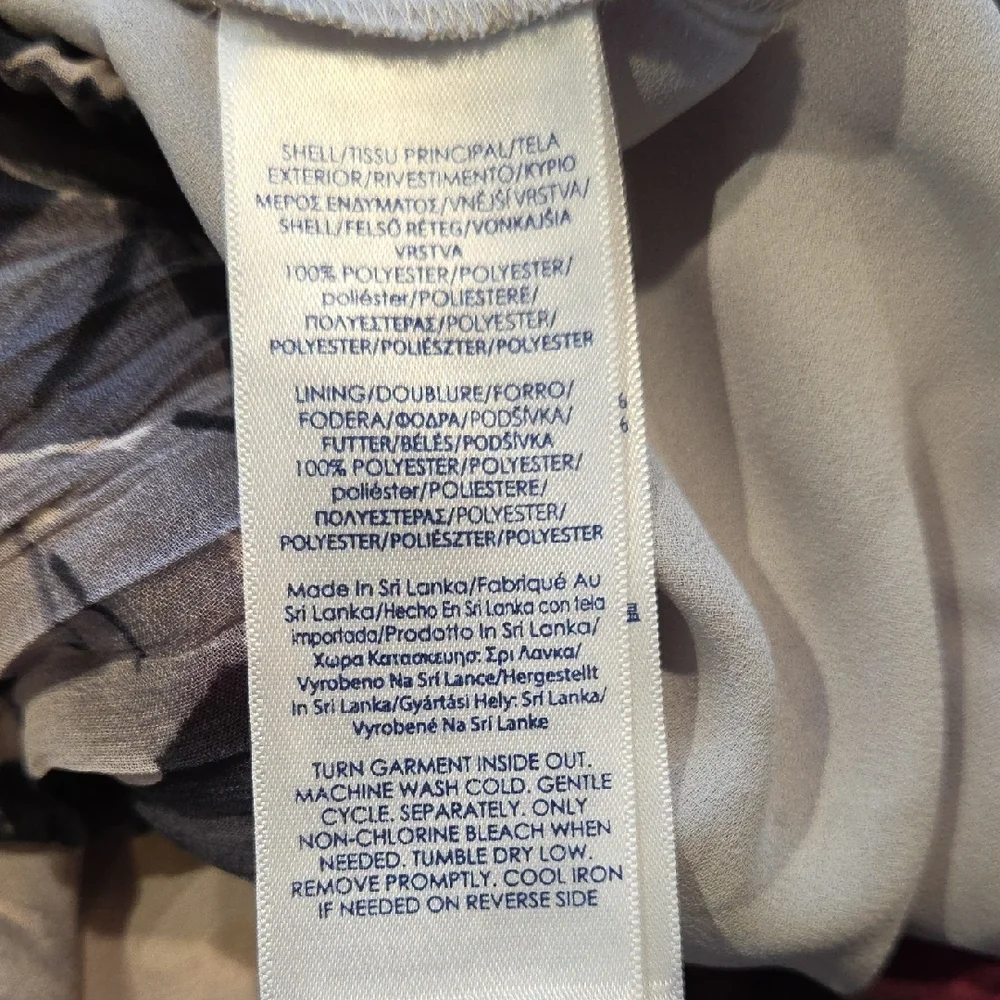 SHELL/TISSU PRINCIPAL/TELA
EXTERIOR/RIVESTIMENTO/ΚΥΡΙΟ
ΜΕΡΟΣ ΕΝΔΥΜΑΤΟΣ/VNĚJŠÍ VRSTVA/
SHELL/FELSŐ RÉTEG/VONKAJŠIA
VRSTVA
100% POLYESTER/POLYESTER/
poliéster/POLIESTERE/
ΠΟΛΥΕΣΤΕΡΑΣ/POLYESTER/
POLYESTER/POLIÉSZTER/POLYESTER
LINING/DOUBLURE/FORRO/
FODERA/ΦΟΔΡΑ/PODŠÍVKA/
FUTTER/BÉLÉS/PODŠÍVKA
100% POLYESTER/POLYESTER/
poliéster/POLIESTERE/
ΠΟΛΥΕΣΤΕΡΑΣ/POLYESTER/
POLYESTER/POLIÉSZTER/POLYESTER
Made In Sri Lanka/Fabriqué Au
Sri Lanka/Hecho En Sri Lanka con tela
importada/Prodotto In Sri Lanka/
Χωρα Κατασκευησ: Σρι Λανκα/
Vyrobeno Na Srí Lance/Hergestellt
In Sri Lanka/Gyártási Hely: Srí Lanka/
Vyrobené Na Srí Lanke
TURN GARMENT INSIDE OUT.
MACHINE WASH COLD. GENTLE
CYCLE. SEPARATELY. ONLY
NON-CHLORINE BLEACH WHEN
NEEDED. TUMBLE DRY LOW.
REMOVE PROMPTLY. COOL IRON
IF NEEDED ON REVERSE SIDE